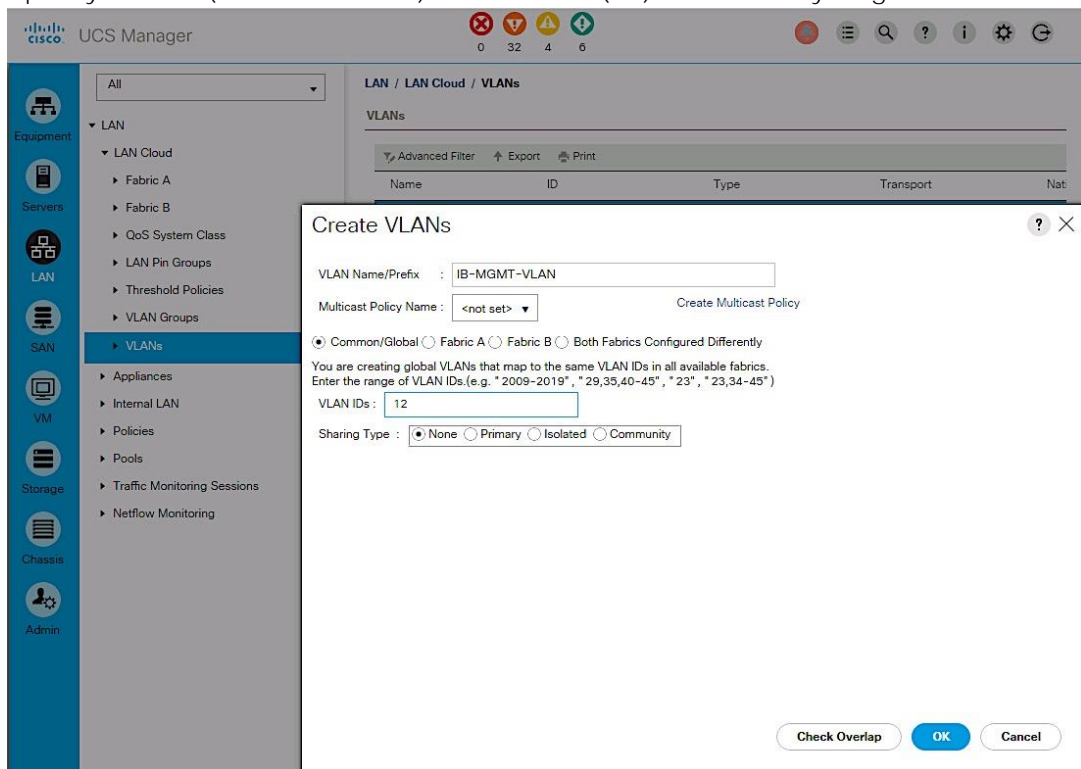 cisco. UCS Manager
0 32 4 6
Equipment
Servers
LAN
SAN
VM
Storage
Chassis
Admin
All
LAN
LAN Cloud
Fabric A
Fabric B
QoS System Class
LAN Pin Groups
Threshold Policies
VLAN Groups
VLANs
Appliances
Internal LAN
Policies
Pools
Traffic Monitoring Sessions
Netflow Monitoring
LAN / LAN Cloud / VLANs
VLANs
Advanced Filter Export Print
Name ID Type Transport Nati
Create VLANs
VLAN Name/Prefix : IB-MGMT-VLAN
Multicast Policy Name : <not set> Create Multicast Policy
Common/Global Fabric A Fabric B Both Fabrics Configured Differently
You are creating global VLANs that map to the same VLAN IDs in all available fabrics.
Enter the range of VLAN IDs.(e.g. "2009-2019" , "29,35,40-45" , "23" , "23,34-45" )
VLAN IDs : 12
Sharing Type : None Primary Isolated Community
Check Overlap OK Cancel